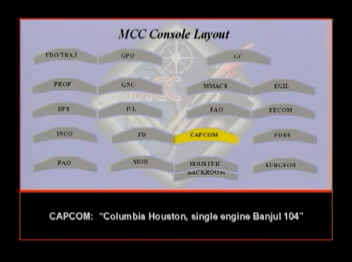 MCC Console Layout
FDO/TRAJ GPO GC
PROP GNC MMACS EGIL
DPS P/L FAO EECOM
INCO FD CAPCOM PDRS
PAO MOD BOOSTER SURGEON
BACKROOM
CAPCOM: "Columbia Houston, single engine Banjul 104"